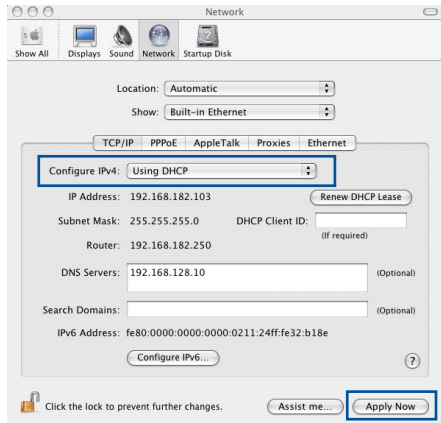 Network
Show All Displays Sound Network Startup Disk
Location: Automatic
Show: Built-in Ethernet
TCP/IP PPPoE AppleTalk Proxies Ethernet
Configure IPv4: Using DHCP
IP Address: 192.168.182.103 Renew DHCP Lease
Subnet Mask: 255.255.255.0 DHCP Client ID:
(If required)
Router: 192.168.182.250
DNS Servers: 192.168.128.10 (Optional)
Search Domains: (Optional)
IPv6 Address: fe80:0000:0000:0000:0211:24ff:fe32:b18e
Configure IPv6... ?
Click the lock to prevent further changes. Assist me... Apply Now